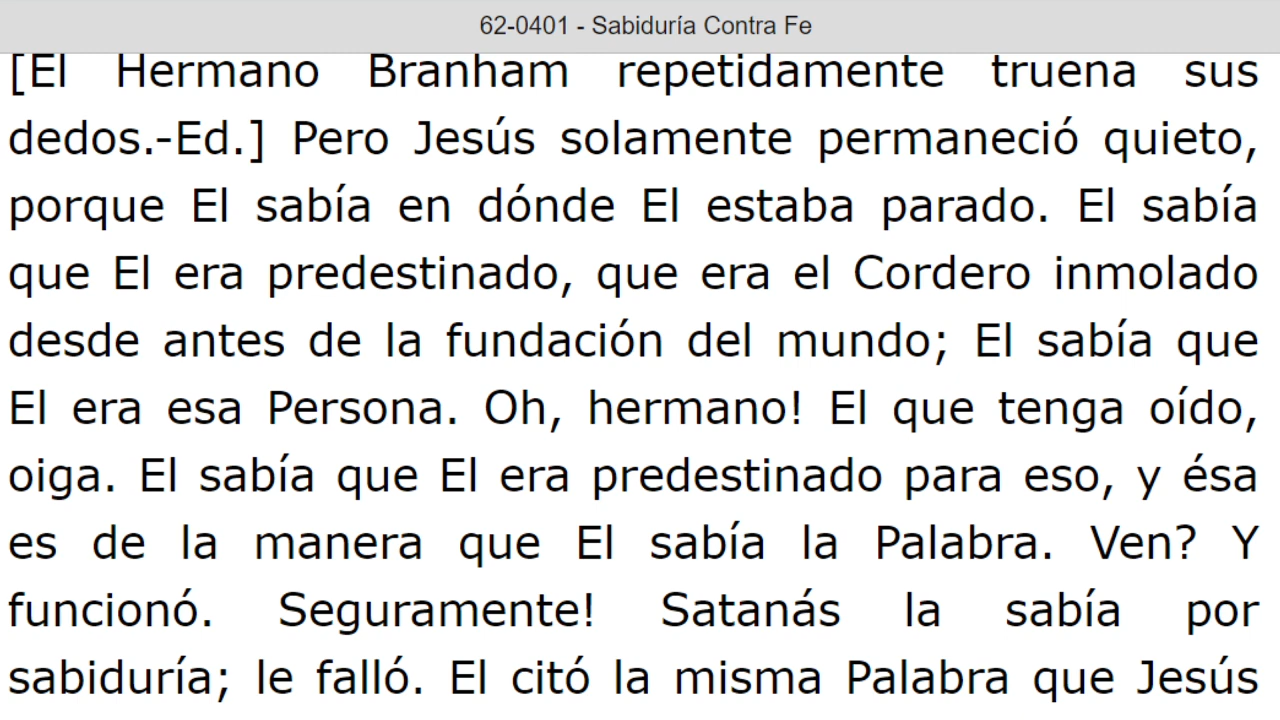 62-0401 - Sabiduría Contra Fe
[El Hermano Branham repetidamente truena sus
dedos.-Ed.] Pero Jesús solamente permaneció quieto,
porque El sabía en dónde El estaba parado. El sabía
que El era predestinado, que era el Cordero inmolado
desde antes de la fundación del mundo; El sabía que
El era esa Persona. Oh, hermano! El que tenga oído,
oiga. El sabía que El era predestinado para eso, y ésa
es de la manera que El sabía la Palabra. Ven? Y
funcionó. Seguramente! Satanás la sabía por
sabiduría; le falló. El citó la misma Palabra que Jesús